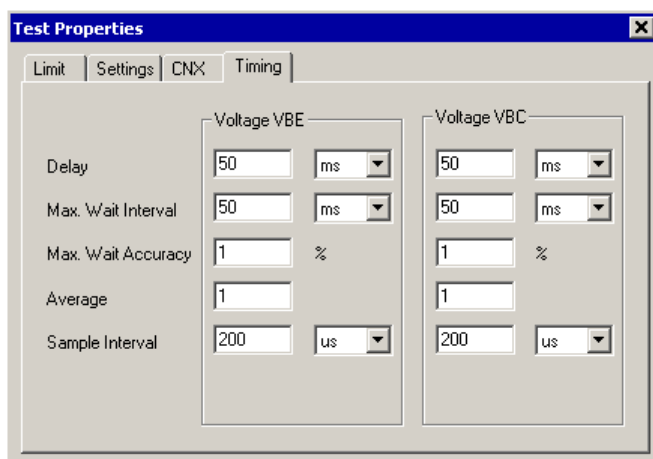 Test Properties
Limit Settings CNX Timing
Voltage VBE Voltage VBC
Delay 50 ms 50 ms
Max. Wait Interval 50 ms 50 ms
Max. Wait Accuracy 1 % 1 %
Average 1 1
Sample Interval 200 us 200 us